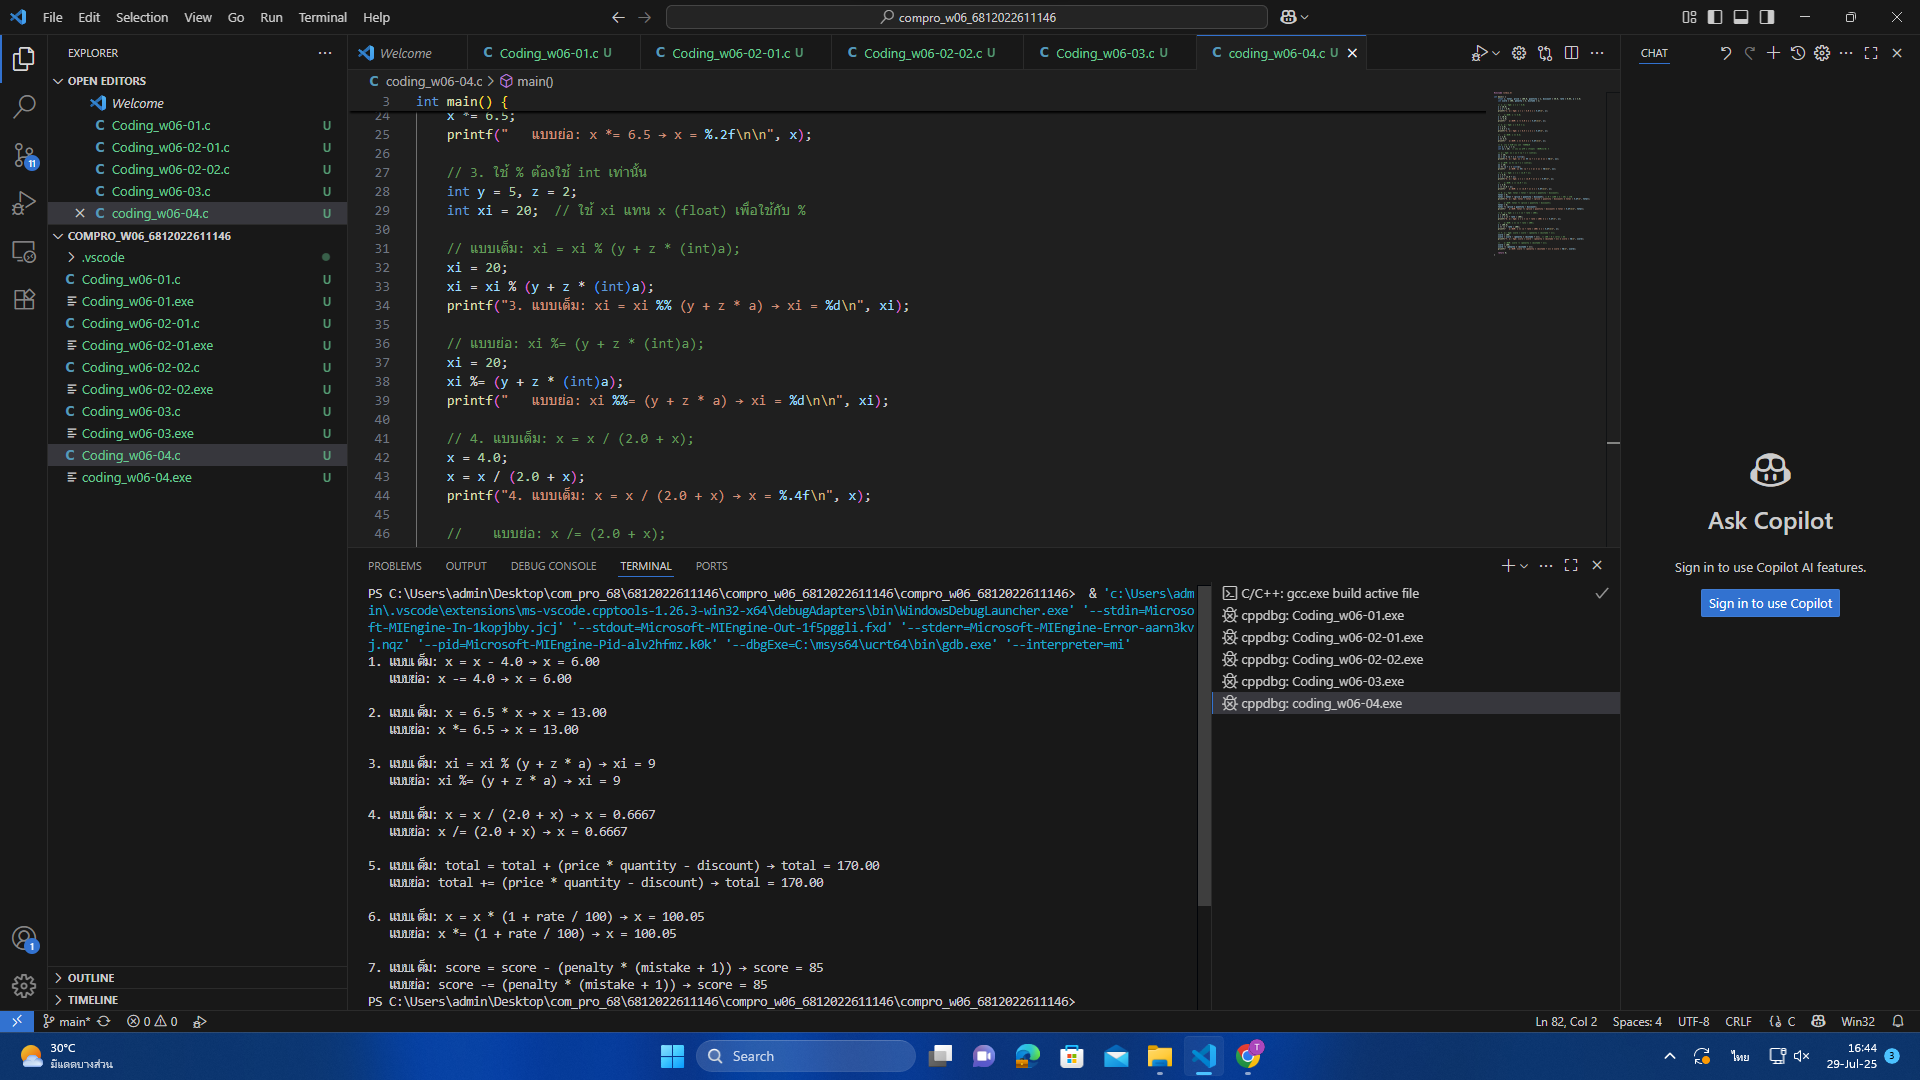 File Edit Selection View Go Run Terminal Help
compro_w06_6812022611146
EXPLORER
OPEN EDITORS
Welcome
Coding_w06-01.c U
Coding_w06-02-01.c U
Coding_w06-02-02.c U
Coding_w06-03.c U
coding_w06-04.c U
COMPRO_W06_6812022611146
.vscode
Coding_w06-01.c U
Coding_w06-01.exe U
Coding_w06-02-01.c U
Coding_w06-02-01.exe U
Coding_w06-02-02.c U
Coding_w06-02-02.exe U
Coding_w06-03.c U
Coding_w06-03.exe U
Coding_w06-04.c U
coding_w06-04.exe U
OUTLINE
TIMELINE
11
1
Welcome Coding_w06-01.c U Coding_w06-02-01.c U Coding_w06-02-02.c U Coding_w06-03.c U coding_w06-04.c U
coding_w06-04.c main()
3 int main() {
24 x *= 6.5;
25 printf("   แบบย่อ: x *= 6.5 → x = %.2f\n\n", x);
26
27 // 3. ใช้ % ต้องใช้ int เท่านั้น
28 int y = 5, z = 2;
29 int xi = 20;  // ใช้ xi แทน x (float) เพื่อใช้กับ %
30
31 // แบบเต็ม: xi = xi % (y + z * (int)a);
32 xi = 20;
33 xi = xi % (y + z * (int)a);
34 printf("3. แบบเต็ม: xi = xi %% (y + z * a) → xi = %d\n", xi);
35
36 // แบบย่อ: xi %= (y + z * (int)a);
37 xi = 20;
38 xi %= (y + z * (int)a);
39 printf("   แบบย่อ: xi %%= (y + z * a) → xi = %d\n\n", xi);
40
41 // 4. แบบเต็ม: x = x / (2.0 + x);
42 x = 4.0;
43 x = x / (2.0 + x);
44 printf("4. แบบเต็ม: x = x / (2.0 + x) → x = %.4f\n", x);
45
46 //    แบบย่อ: x /= (2.0 + x);
PROBLEMS OUTPUT DEBUG CONSOLE TERMINAL PORTS
PS C:\Users\admin\Desktop\com_pro_68\6812022611146\compro_w06_6812022611146\compro_w06_6812022611146>  & 'c:\Users\adm
in\.vscode\extensions\ms-vscode.cpptools-1.26.3-win32-x64\debugAdapters\bin\WindowsDebugLauncher.exe' '--stdin=Microso
ft-MIEngine-In-1kopjbby.jcj' '--stdout=Microsoft-MIEngine-Out-1f5pggli.fxd' '--stderr=Microsoft-MIEngine-Error-aarn3kv
j.nqz' '--pid=Microsoft-MIEngine-Pid-alv2hfmz.k0k' '--dbgExe=C:\msys64\ucrt64\bin\gdb.exe' '--interpreter=mi'
1. แบบเต็ม: x = x - 4.0 → x = 6.00
แบบย่อ: x -= 4.0 → x = 6.00
2. แบบเต็ม: x = 6.5 * x → x = 13.00
แบบย่อ: x *= 6.5 → x = 13.00
3. แบบเต็ม: xi = xi % (y + z * a) → xi = 9
แบบย่อ: xi %= (y + z * a) → xi = 9
4. แบบเต็ม: x = x / (2.0 + x) → x = 0.6667
แบบย่อ: x /= (2.0 + x) → x = 0.6667
5. แบบเต็ม: total = total + (price * quantity - discount) → total = 170.00
แบบย่อ: total += (price * quantity - discount) → total = 170.00
6. แบบเต็ม: x = x * (1 + rate / 100) → x = 100.05
แบบย่อ: x *= (1 + rate / 100) → x = 100.05
7. แบบเต็ม: score = score - (penalty * (mistake + 1)) → score = 85
แบบย่อ: score -= (penalty * (mistake + 1)) → score = 85
PS C:\Users\admin\Desktop\com_pro_68\6812022611146\compro_w06_6812022611146\compro_w06_6812022611146>
C/C++: gcc.exe build active file
cppdbg: Coding_w06-01.exe
cppdbg: Coding_w06-02-01.exe
cppdbg: Coding_w06-02-02.exe
cppdbg: Coding_w06-03.exe
cppdbg: coding_w06-04.exe
CHAT
Ask Copilot
Sign in to use Copilot AI features.
Sign in to use Copilot
main* 0 0
Ln 82, Col 2 Spaces: 4 UTF-8 CRLF C Win32
30°C
มีแดดบางส่วน
Search
T
ไทย
16:44
29-Jul-25
3